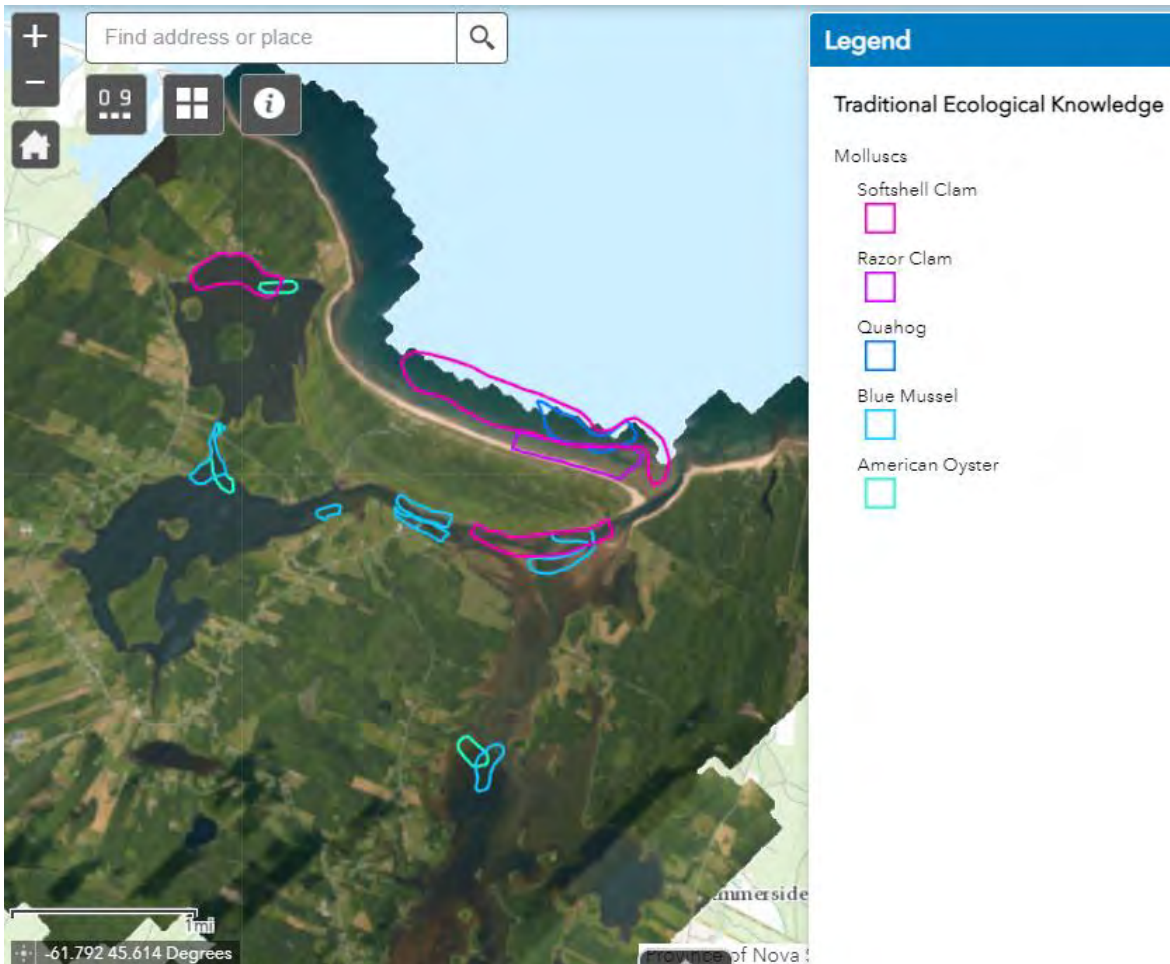 +
Find address or place
−
0 9
i
Legend
Traditional Ecological Knowledge
Molluscs
Softshell Clam
Razor Clam
Quahog
Blue Mussel
American Oyster
1mi
-61.792 45.614 Degrees
of Nova